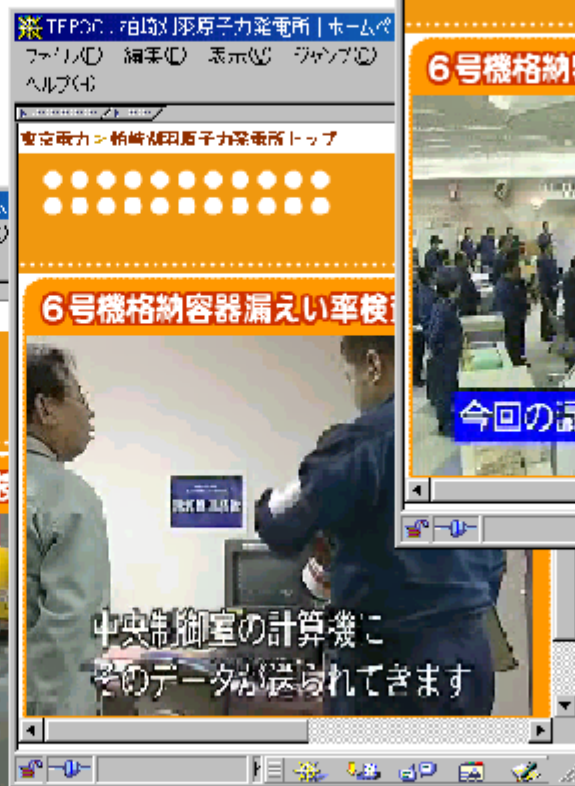 TEPCO : 柏崎刈羽原子力発電所 | ホームペ
ファイル(F) 編集(E) 表示(V) ジャンプ(G)
ヘルプ(H)
東京電力 > 柏崎刈羽原子力発電所トップ
6号機格納容器漏えい率検
中央制御室の計算機に
そのデータが送られてきます
6号機格納
今回の